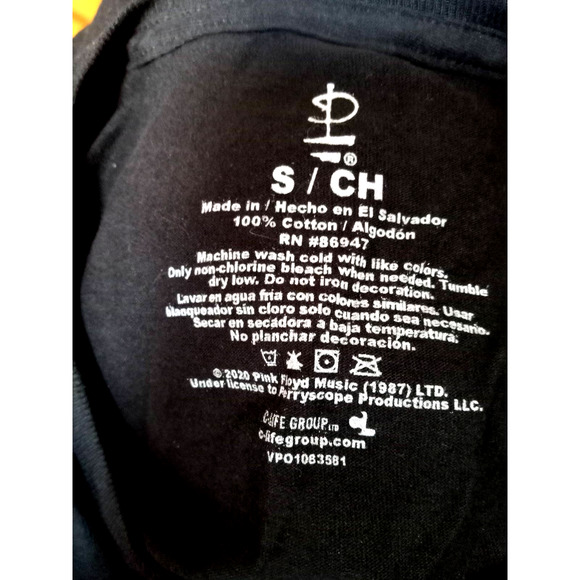 ®
S / CH
Made in / Hecho en El Salvador
100% Cotton / Algodón
RN #86947
Machine wash cold with like colors.
Only non-chlorine bleach when needed. Tumble
dry low. Do not iron decoration.
Lavar en agua fria con colores similares. Usar
blanqueador sin cloro solo cuando sea necesario.
Secar en secadora a baja temperatura.
No planchar decoración.
© 2020 Pink Floyd Music (1987) LTD.
Under license to Perryscope Productions LLC.
C-LIFE GROUP LTD
c-lifegroup.com
VPO1083581